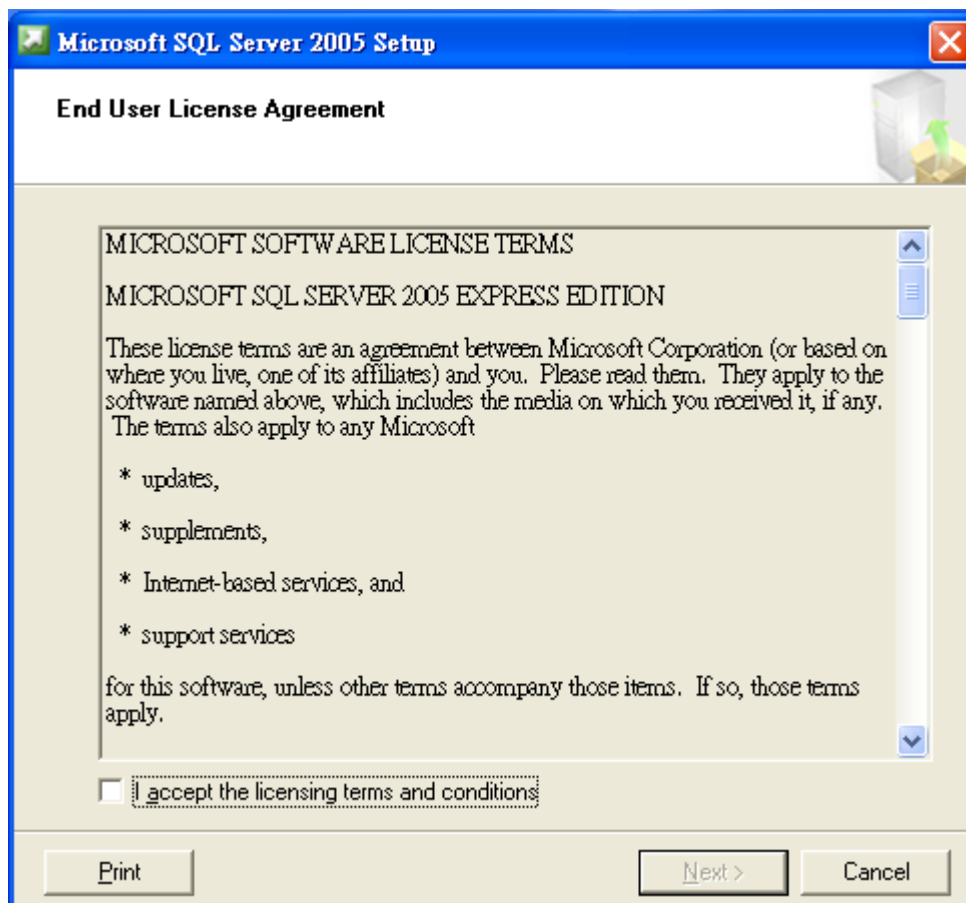 Microsoft SQL Server 2005 Setup
End User License Agreement
MICROSOFT SOFTWARE LICENSE TERMS
MICROSOFT SQL SERVER 2005 EXPRESS EDITION
These license terms are an agreement between Microsoft Corporation (or based on
where you live, one of its affiliates) and you.  Please read them.  They apply to the
software named above, which includes the media on which you received it, if any.
The terms also apply to any Microsoft
* updates,
* supplements,
* Internet-based services, and
* support services
for this software, unless other terms accompany those items.  If so, those terms
apply.
I accept the licensing terms and conditions
Print
Next >
Cancel